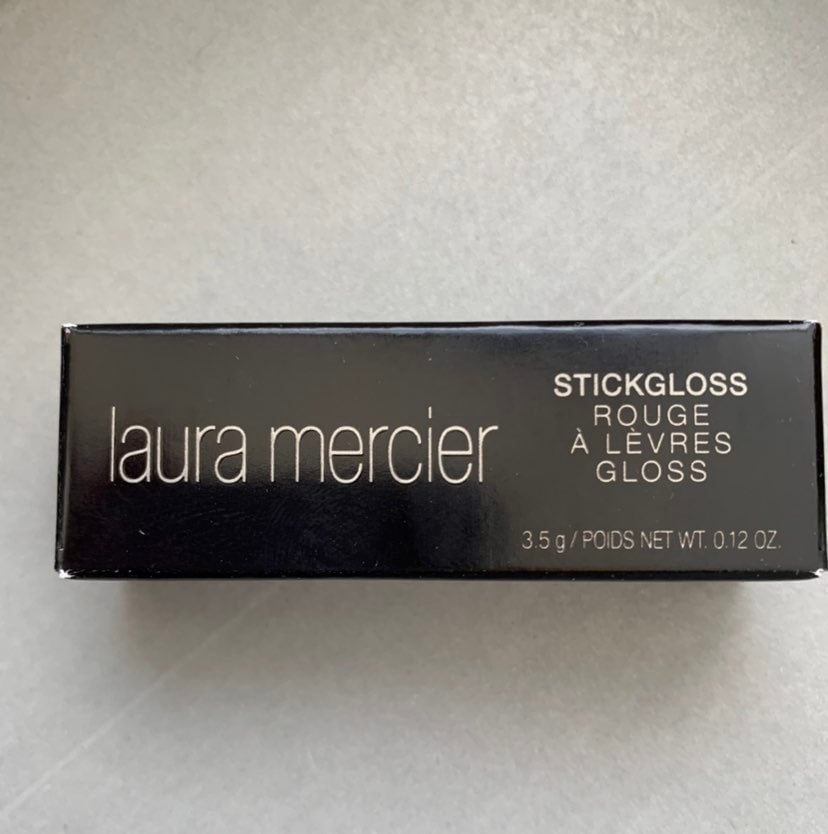 laura mercier
STICKGLOSS
ROUGE
À LÈVRES
GLOSS
3.5 g / POIDS NET WT. 0.12 OZ.